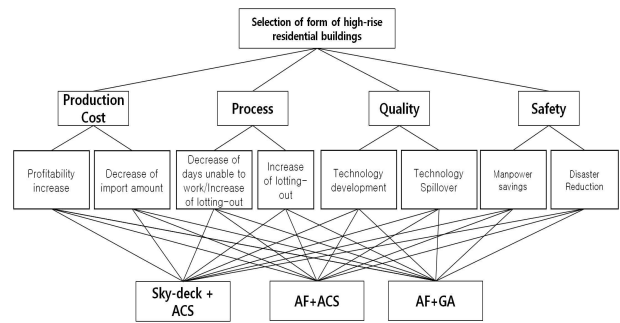 Selection of form of high-rise
residential buildings
Production
Cost
Process
Quality
Safety
Profitability
increase
Decrease of
import amount
Decrease of
days unable to
work/Increase
of lotting-out
Increase
of lotting-
out
Technology
development
Technology
Spillover
Manpower
savings
Disaster
Reduction
Sky-deck +
ACS
AF+ACS
AF+GA